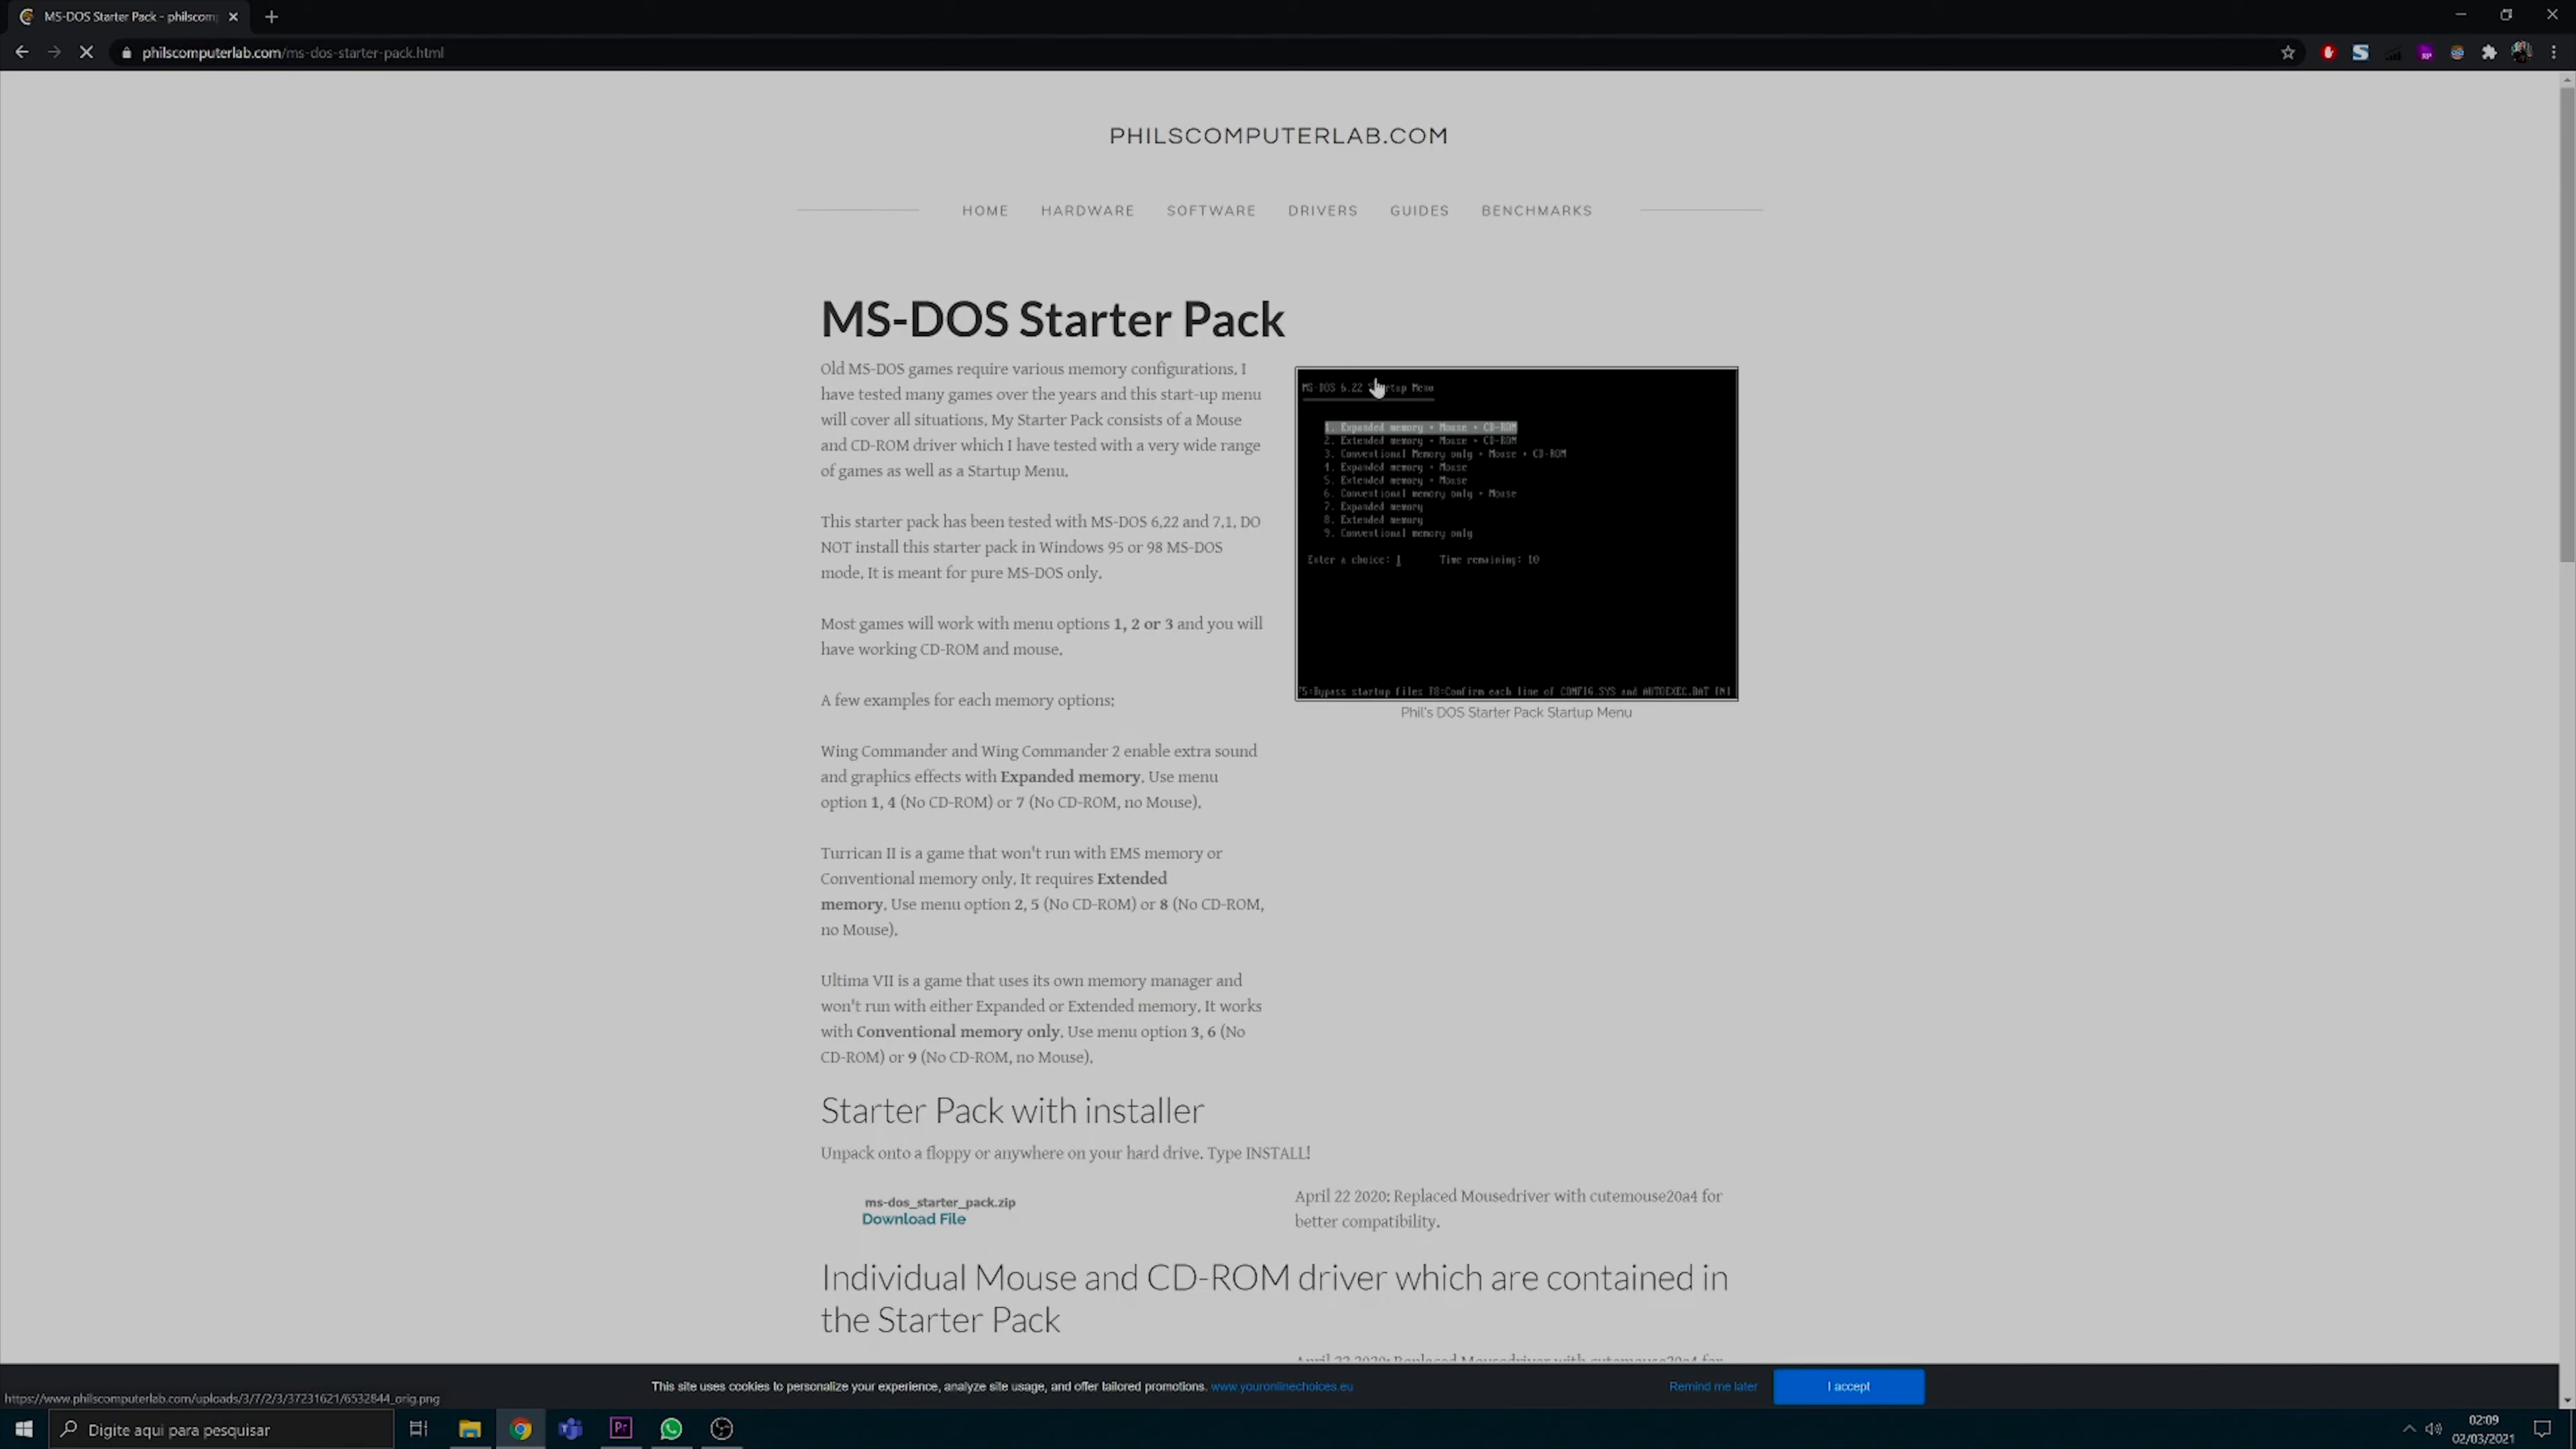 MS-DOS Starter Pack - philscom
philscomputerlab.com/ms-dos-starter-pack.html
PHILSCOMPUTERLAB.COM
HOME HARDWARE SOFTWARE DRIVERS GUIDES BENCHMARKS
MS-DOS Starter Pack
Old MS-DOS games require various memory configurations. I
have tested many games over the years and this start-up menu
will cover all situations. My Starter Pack consists of a Mouse
and CD-ROM driver which I have tested with a very wide range
of games as well as a Startup Menu.
This starter pack has been tested with MS-DOS 6.22 and 7.1. DO
NOT install this starter pack in Windows 95 or 98 MS-DOS
mode. It is meant for pure MS-DOS only.
Most games will work with menu options 1, 2 or 3 and you will
have working CD-ROM and mouse.
A few examples for each memory options:
Wing Commander and Wing Commander 2 enable extra sound
and graphics effects with Expanded memory. Use menu
option 1, 4 (No CD-ROM) or 7 (No CD-ROM, no Mouse).
Turrican II is a game that won't run with EMS memory or
Conventional memory only. It requires Extended
memory. Use menu option 2, 5 (No CD-ROM) or 8 (No CD-ROM,
no Mouse).
Ultima VII is a game that uses its own memory manager and
won't run with either Expanded or Extended memory. It works
with Conventional memory only. Use menu option 3, 6 (No
CD-ROM) or 9 (No CD-ROM, no Mouse).
MS-DOS 6.22 Startup Menu
1. Expanded memory + Mouse + CD-ROM
2. Extended memory + Mouse + CD-ROM
3. Conventional Memory only + Mouse + CD-ROM
4. Expanded memory + Mouse
5. Extended memory + Mouse
6. Conventional memory only + Mouse
7. Expanded memory
8. Extended memory
9. Conventional memory only
Enter a choice: 1 Time remaining: 10
F5=Bypass startup files F8=Confirm each line of CONFIG.SYS and AUTOEXEC.BAT [N]
Phil's DOS Starter Pack Startup Menu
Starter Pack with installer
Unpack onto a floppy or anywhere on your hard drive. Type INSTALL!
ms-dos_starter_pack.zip
Download File
April 22 2020: Replaced Mousedriver with cutemouse20a4 for
better compatibility.
Individual Mouse and CD-ROM driver which are contained in
the Starter Pack
April 22 2020: Replaced Mousedriver with cutemouse20a4 for
This site uses cookies to personalize your experience, analyze site usage, and offer tailored promotions. www.youronlinechoices.eu
Remind me later
I accept
https://www.philscomputerlab.com/uploads/3/7/2/3/37231621/6532844_orig.png
Digite aqui para pesquisar
02:09
02/03/2021